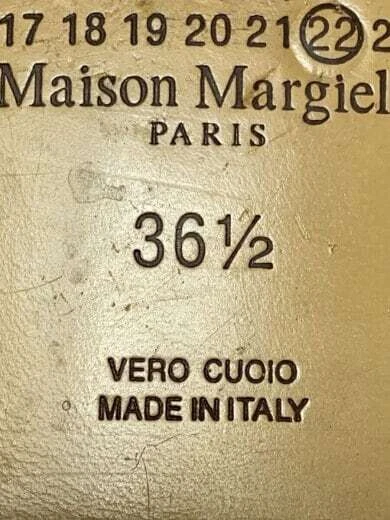 17 18 19 20 21 22 2
Maison Margiel
PARIS
36½
VERO CUOIO
MADE IN ITALY